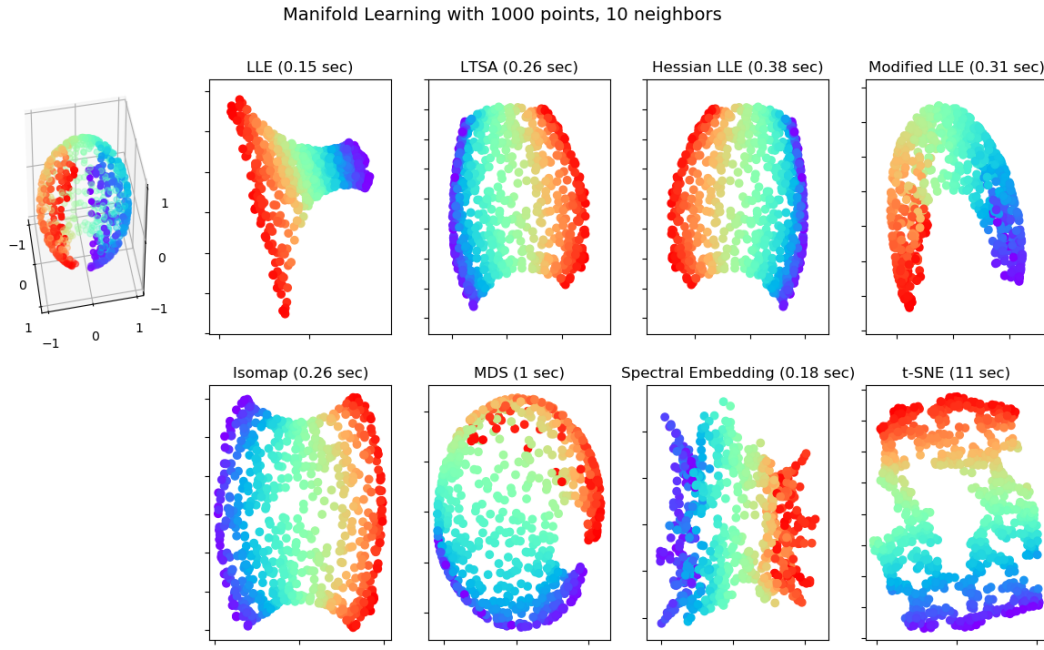 Manifold Learning with 1000 points, 10 neighbors
LLE (0.15 sec)
LTSA (0.26 sec)
Hessian LLE (0.38 sec)
Modified LLE (0.31 sec)
−1
0
1
−1
0
1
1
0
−1
Isomap (0.26 sec)
MDS (1 sec)
Spectral Embedding (0.18 sec)
t-SNE (11 sec)